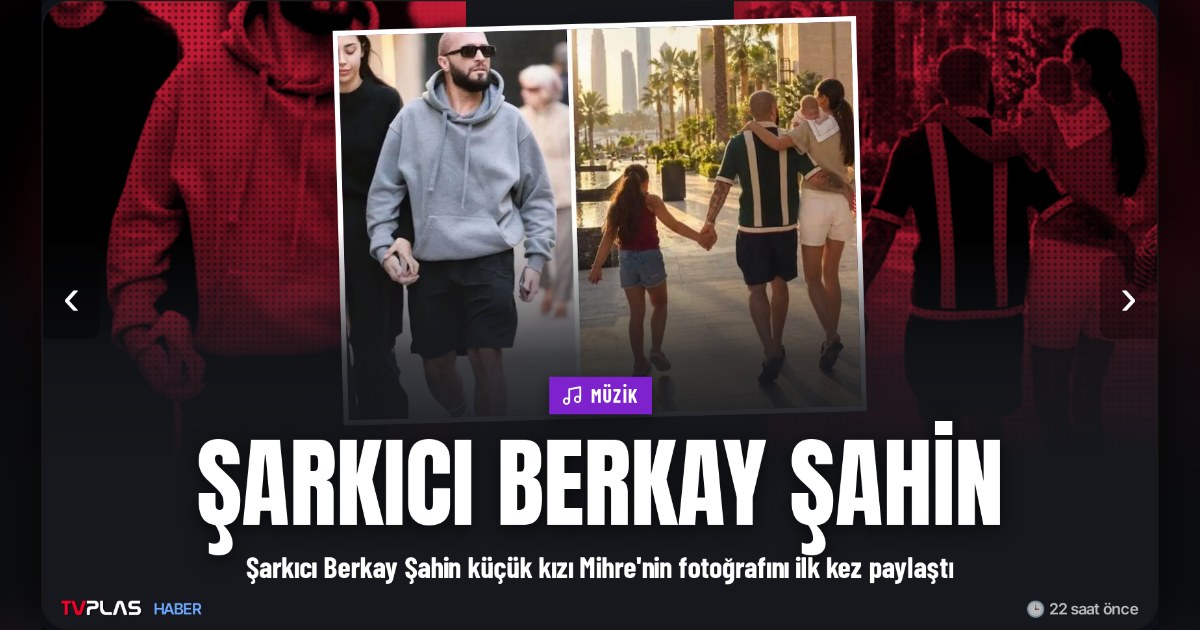 MÜZİK
ŞARKICI BERKAY ŞAHİN
Şarkıcı Berkay Şahin küçük kızı Mihre'nin fotoğrafını ilk kez paylaştı
TVPLAS HABER
22 saat önce